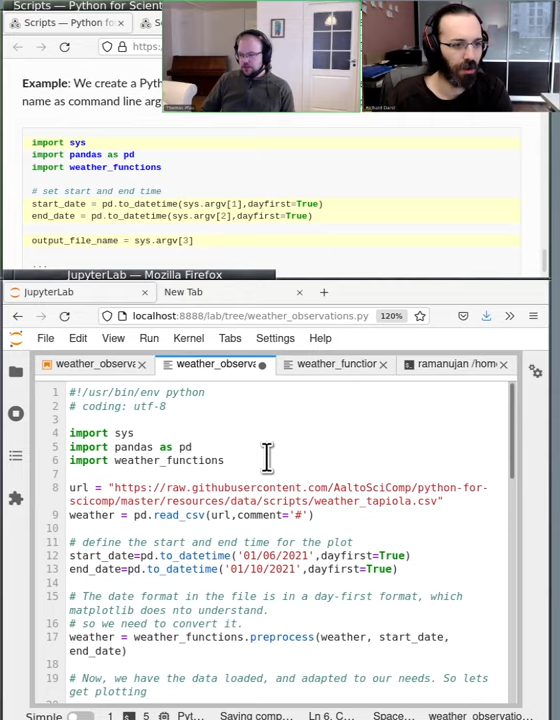 Scripts — Python for Scien
Scripts — Python for
https:
Example: We create a Pyth
name as command line arg
import sys
import pandas as pd
import weather_functions
# set start and end time
start_date = pd.to_datetime(sys.argv[1],dayfirst=True)
end_date = pd.to_datetime(sys.argv[2],dayfirst=True)
output_file_name = sys.argv[3]
...
JupyterLab — Mozilla Firefox
JupyterLab
New Tab
localhost:8888/lab/tree/weather_observations.py
120%
File Edit View Run Kernel Tabs Settings Help
weather_observa
weather_observa
weather_function
ramanujan /home
1 #!/usr/bin/env python
2 # coding: utf-8
3
4 import sys
5 import pandas as pd
6 import weather_functions
7
8 url = "https://raw.githubusercontent.com/AaltoSciComp/python-for-
scicomp/master/resources/data/scripts/weather_tapiola.csv"
9 weather = pd.read_csv(url,comment='#')
10
11 # define the start and end time for the plot
12 start_date=pd.to_datetime('01/06/2021',dayfirst=True)
13 end_date=pd.to_datetime('01/10/2021',dayfirst=True)
14
15 # The date format in the file is in a day-first format, which
matplotlib does nto understand.
16 # so we need to convert it.
17 weather = weather_functions.preprocess(weather, start_date,
end_date)
18
19 # Now, we have the data loaded, and adapted to our needs. So lets
get plotting
Simple 1 5 Pyt… Saving comp… Ln 6, C… weather_observatio…